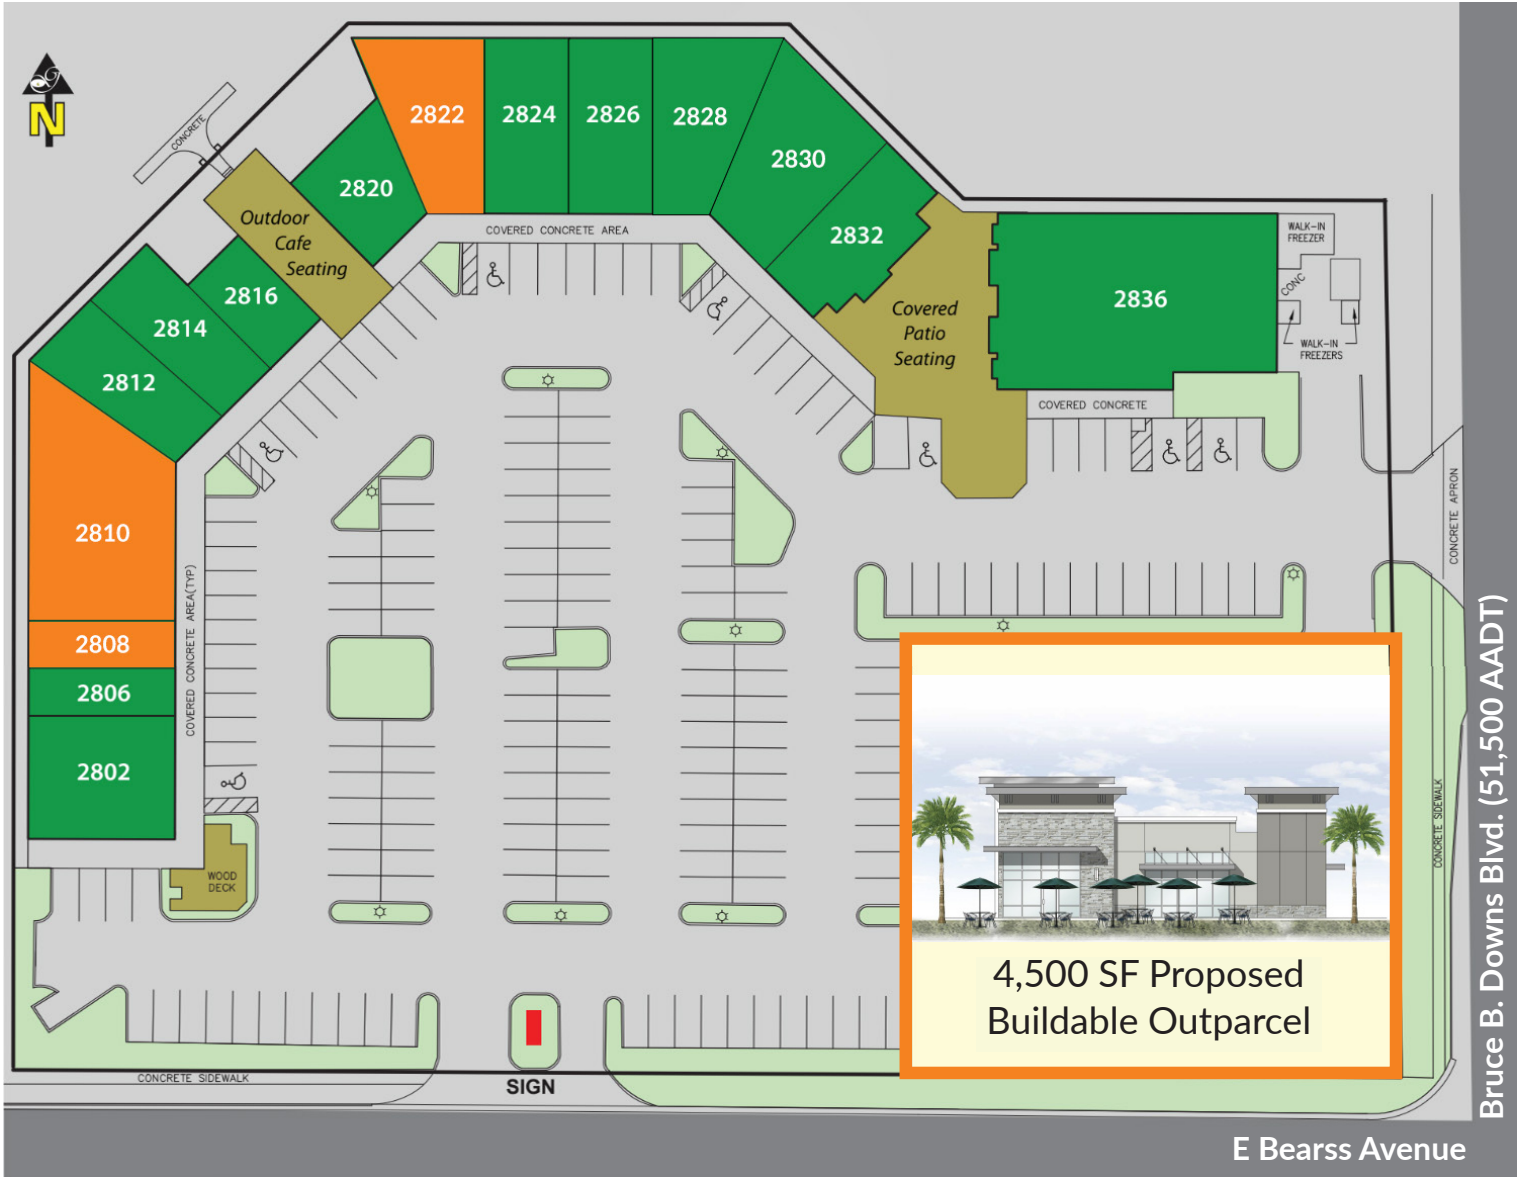 N
CONCRETE
2822
2824
2826
2828
2830
2832
2820
Outdoor
Cafe
Seating
COVERED CONCRETE AREA
2816
2814
2812
2810
2808
2806
2802
COVERED CONCRETE AREA(TYP)
WOOD
DECK
Covered
Patio
Seating
2836
WALK-IN
FREEZER
CONC
WALK-IN
FREEZERS
COVERED CONCRETE
CONCRETE APRON
CONCRETE SIDEWALK
4,500 SF Proposed
Buildable Outparcel
CONCRETE SIDEWALK
SIGN
Bruce B. Downs Blvd. (51,500 AADT)
E Bearss Avenue